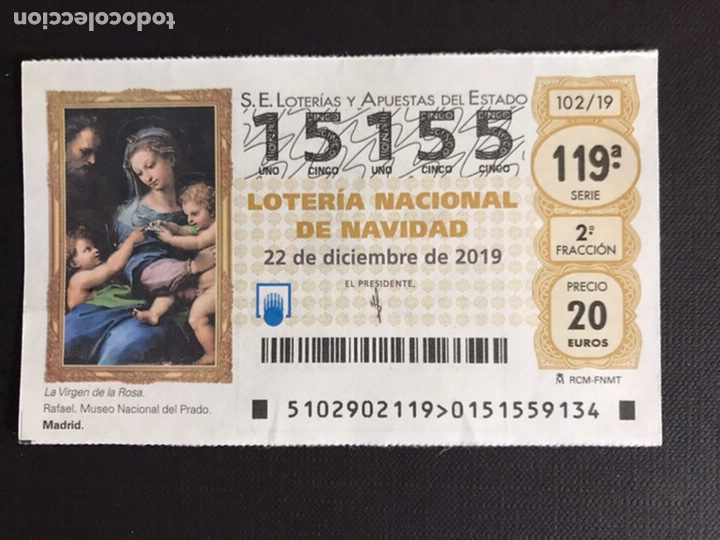 todocoleccion
S.E. LOTERÍAS Y APUESTAS DEL ESTADO
15155
UNO CINCO UNO CINCO CINCO
LOTERÍA NACIONAL
DE NAVIDAD
22 de diciembre de 2019
EL PRESIDENTE,
102/19
119ª
SERIE
2ª
FRACCIÓN
PRECIO
20
EUROS
RCM-FNMT
La Virgen de la Rosa.
Rafael. Museo Nacional del Prado.
Madrid.
5102902119>0151559134